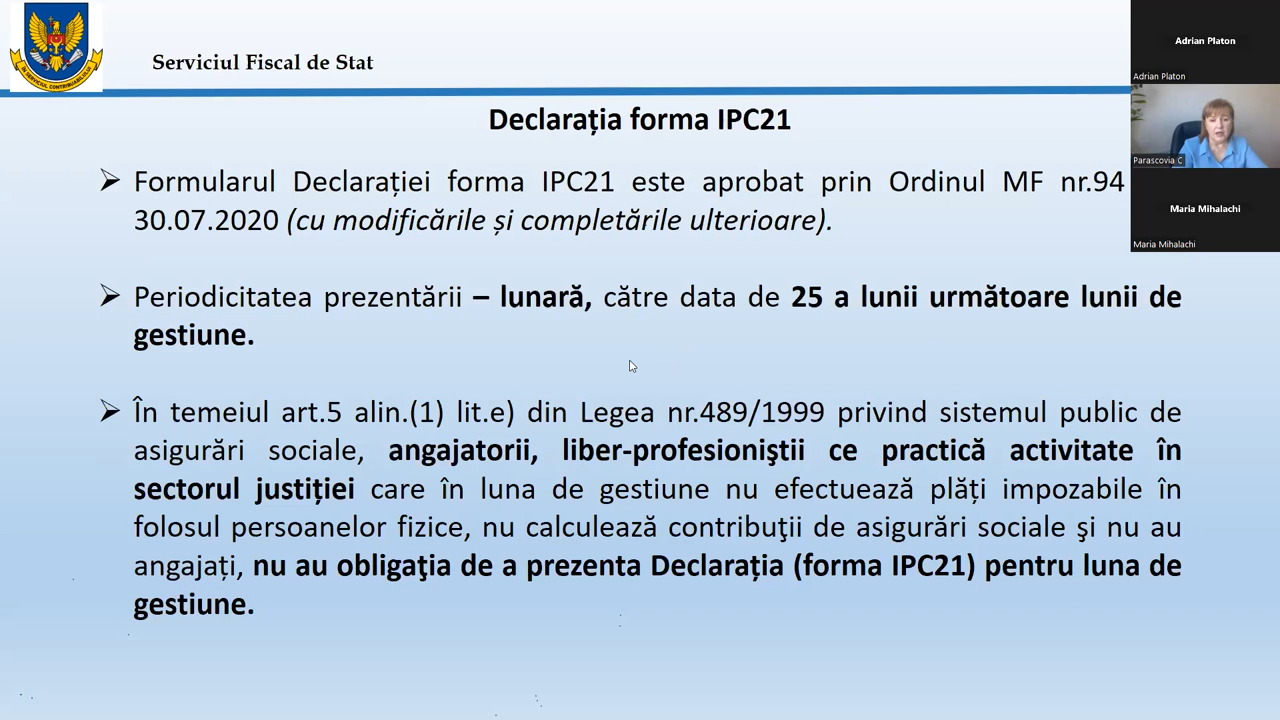 ÎN SERVICIUL CONTRIBUABILULUI
Serviciul Fiscal de Stat
Adrian Platon
Adrian Platon
Parascovia C
Maria Mihalachi
Maria Mihalachi
Declarația forma IPC21
➢ Formularul Declarației forma IPC21 este aprobat prin Ordinul MF nr.94
30.07.2020 (cu modificările și completările ulterioare).
➢ Periodicitatea prezentării – lunară, către data de 25 a lunii următoare lunii de
gestiune.
➢ În temeiul art.5 alin.(1) lit.e) din Legea nr.489/1999 privind sistemul public de
asigurări sociale, angajatorii, liber-profesioniştii ce practică activitate în
sectorul justiției care în luna de gestiune nu efectuează plăți impozabile în
folosul persoanelor fizice, nu calculează contribuţii de asigurări sociale şi nu au
angajați, nu au obligaţia de a prezenta Declarația (forma IPC21) pentru luna de
gestiune.